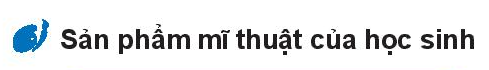 Sản phẩm mĩ thuật của học sinh